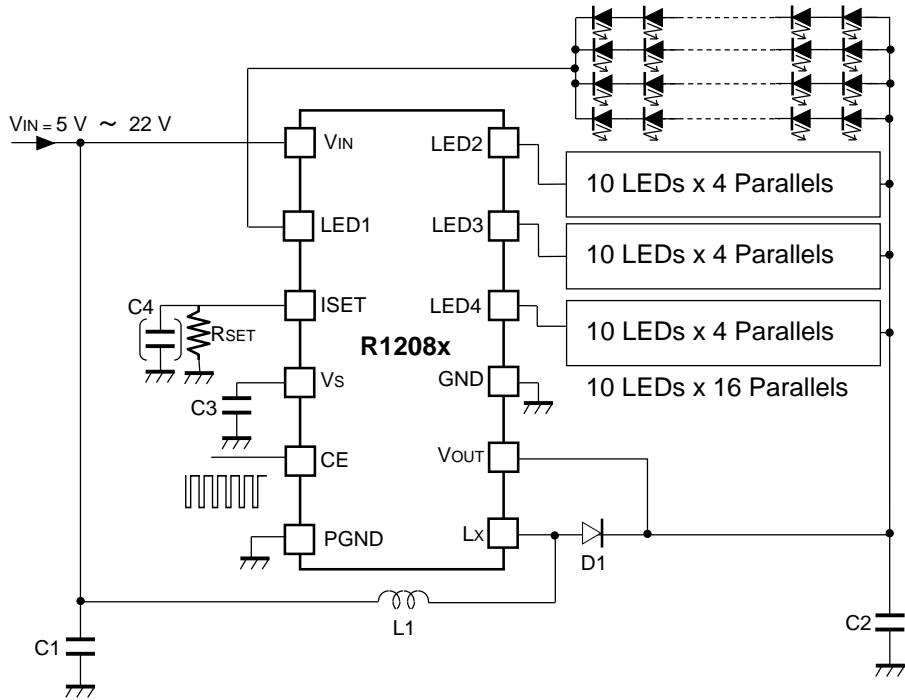 VIN = 5 V ～ 22 V
VIN
LED2
10 LEDs x 4 Parallels
LED1
LED3
10 LEDs x 4 Parallels
C4
RSET
ISET
LED4
10 LEDs x 4 Parallels
R1208x
10 LEDs x 16 Parallels
VS
GND
C3
CE
VOUT
PGND
LX
D1
L1
C1
C2